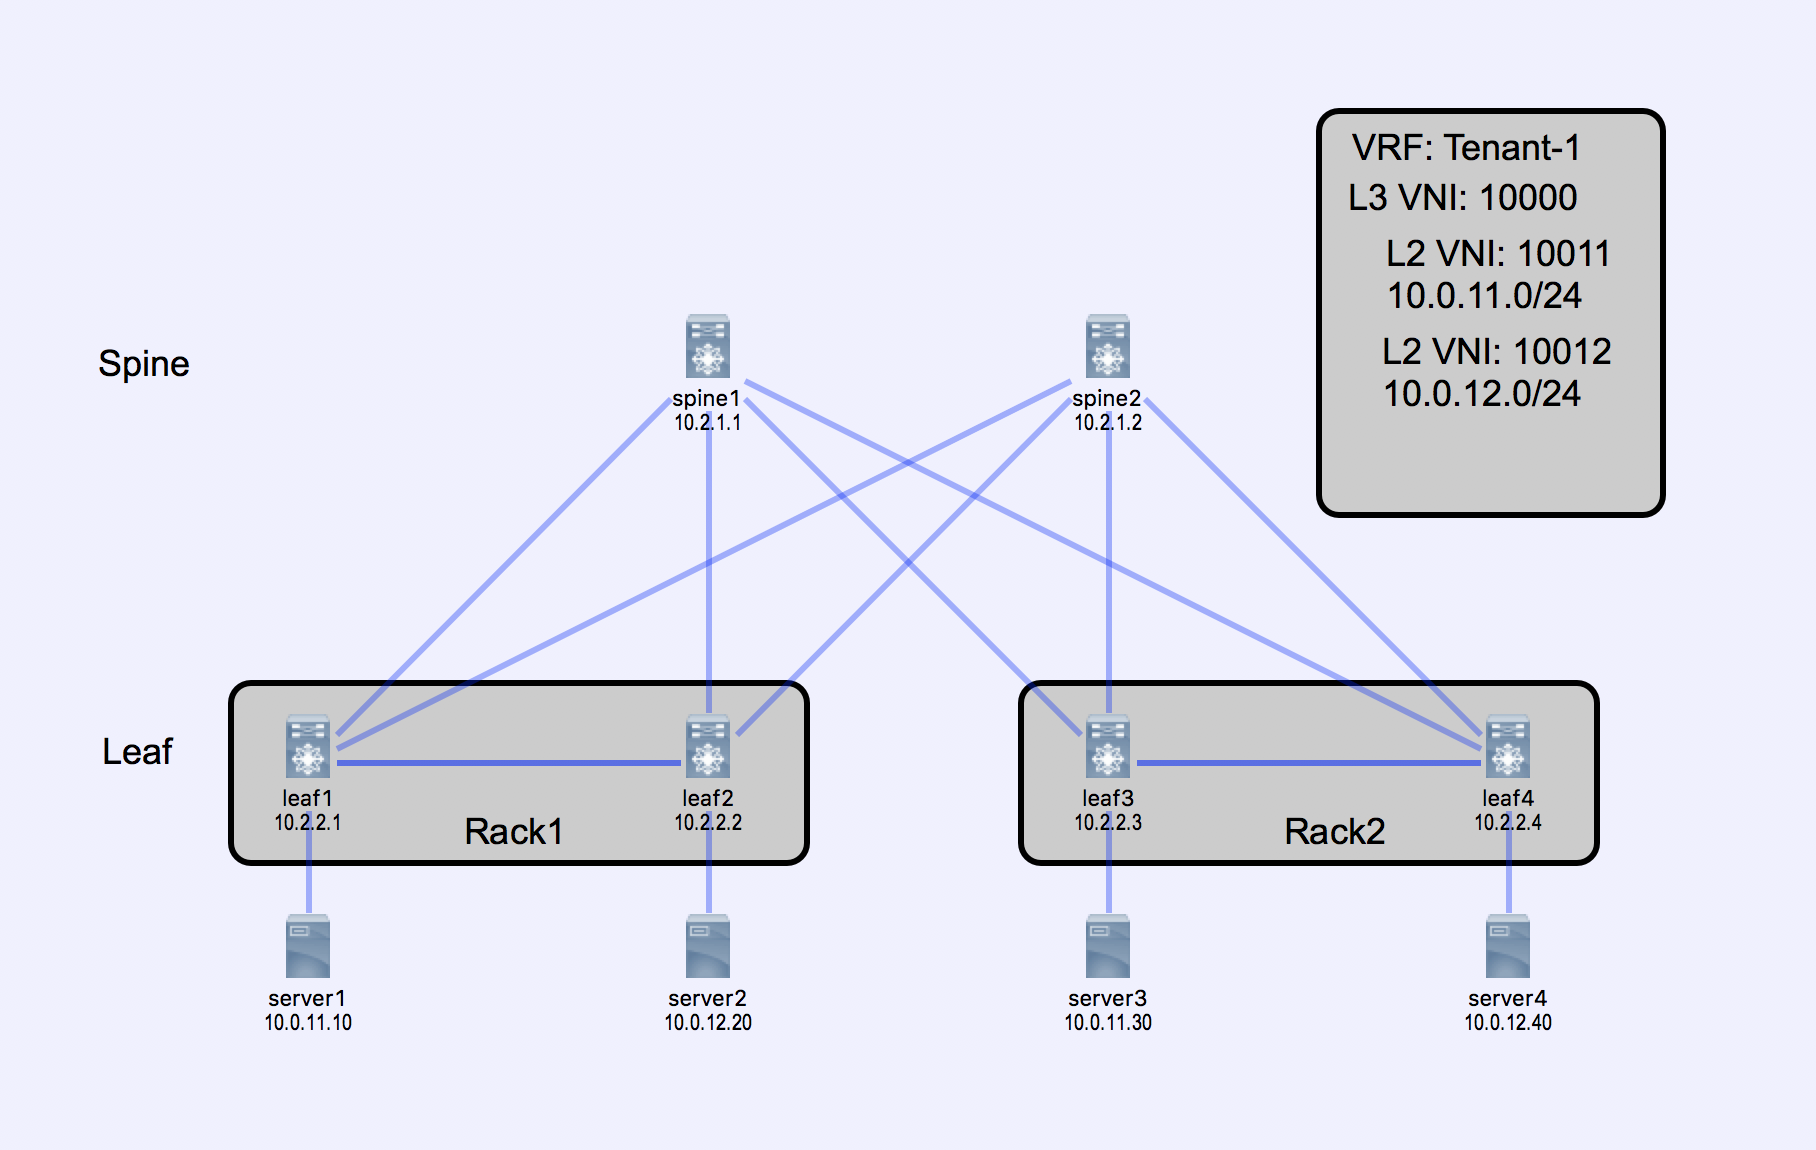 VRF: Tenant-1
L3 VNI: 10000
L2 VNI: 10011
10.0.11.0/24
L2 VNI: 10012
10.0.12.0/24
Spine
spine1
10.2.1.1
spine2
10.2.1.2
Leaf
leaf1
10.2.2.1
leaf2
10.2.2.2
Rack1
leaf3
10.2.2.3
leaf4
10.2.2.4
Rack2
server1
10.0.11.10
server2
10.0.12.20
server3
10.0.11.30
server4
10.0.12.40